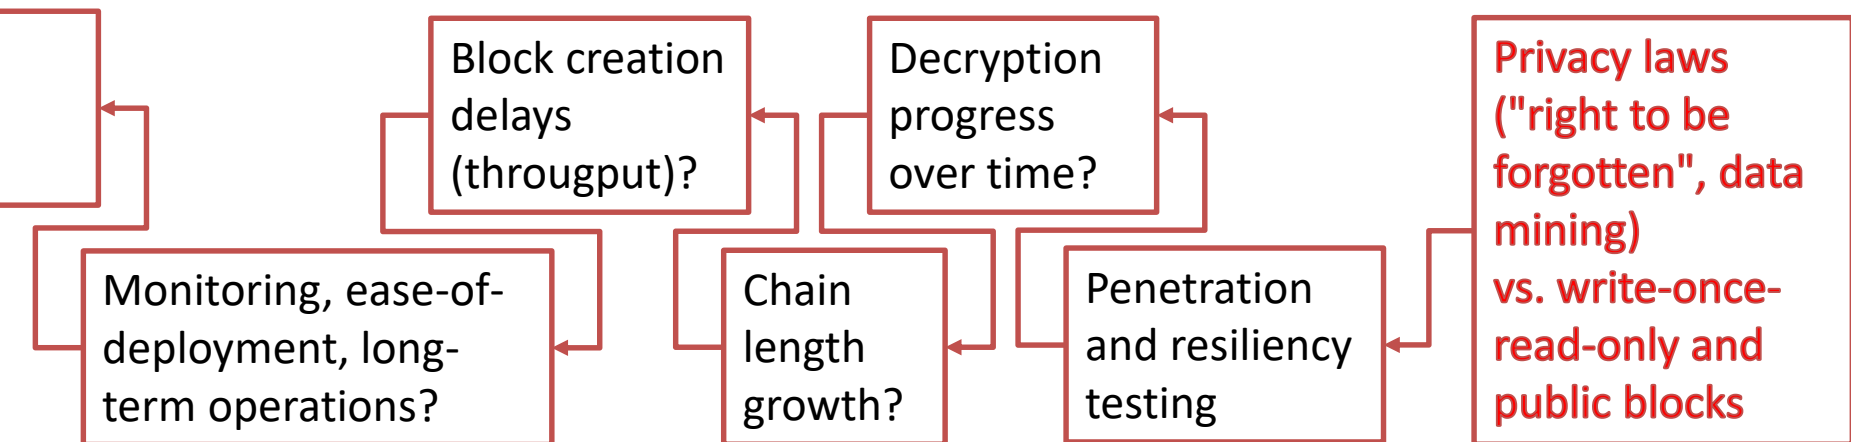 Monitoring, ease-of-
deployment, long-
term operations?
Block creation
delays
(througput)?
Chain
length
growth?
Decryption
progress
over time?
Penetration
and resiliency
testing
Privacy laws
("right to be
forgotten", data
mining)
vs. write-once-
read-only and
public blocks